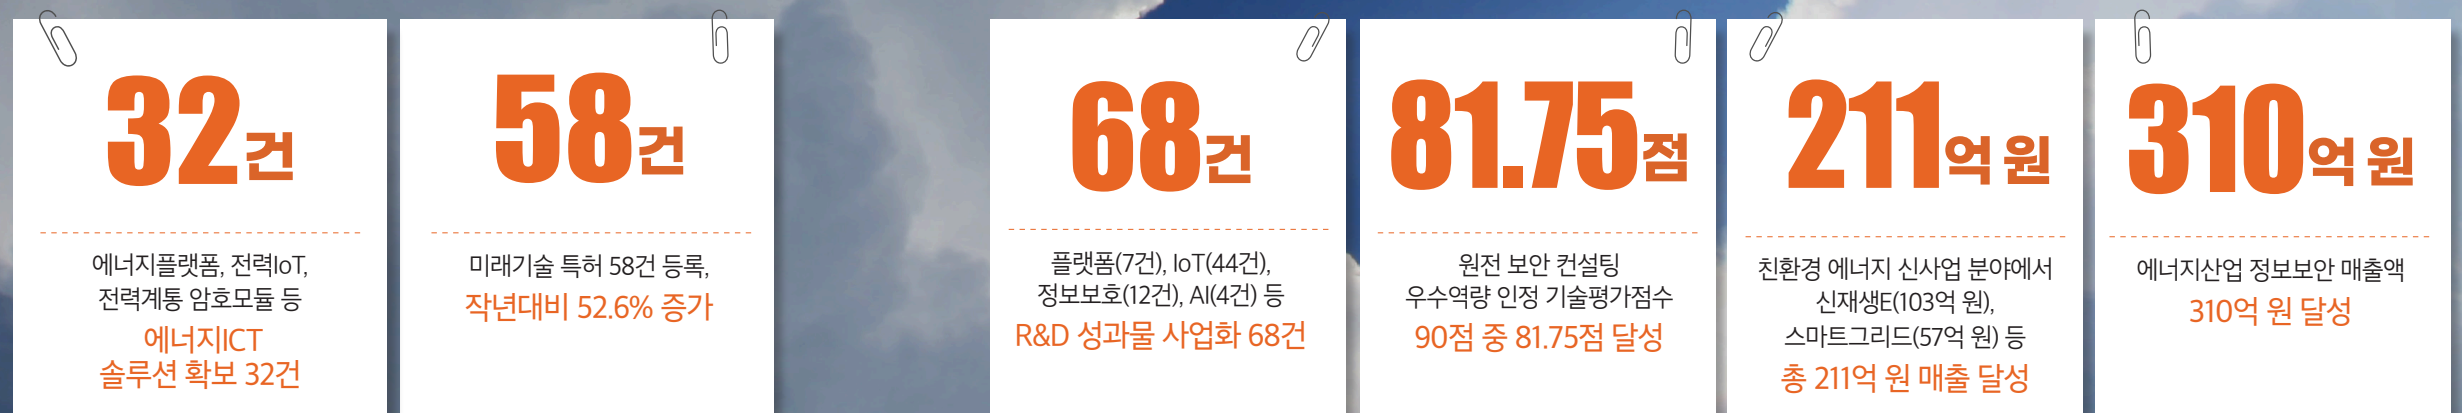 32건
에너지플랫폼, 전력IoT,
전력계통 암호모듈 등
에너지ICT
솔루션 확보 32건
58건
미래기술 특허 58건 등록,
작년대비 52.6% 증가
68건
플랫폼(7건), IoT(44건),
정보보호(12건), AI(4건) 등
R&D 성과물 사업화 68건
81.75점
원전 보안 컨설팅
우수역량 인정 기술평가점수
90점 중 81.75점 달성
211억 원
친환경 에너지 신사업 분야에서
신재생E(103억 원),
스마트그리드(57억 원) 등
총 211억 원 매출 달성
310억 원
에너지산업 정보보안 매출액
310억 원 달성